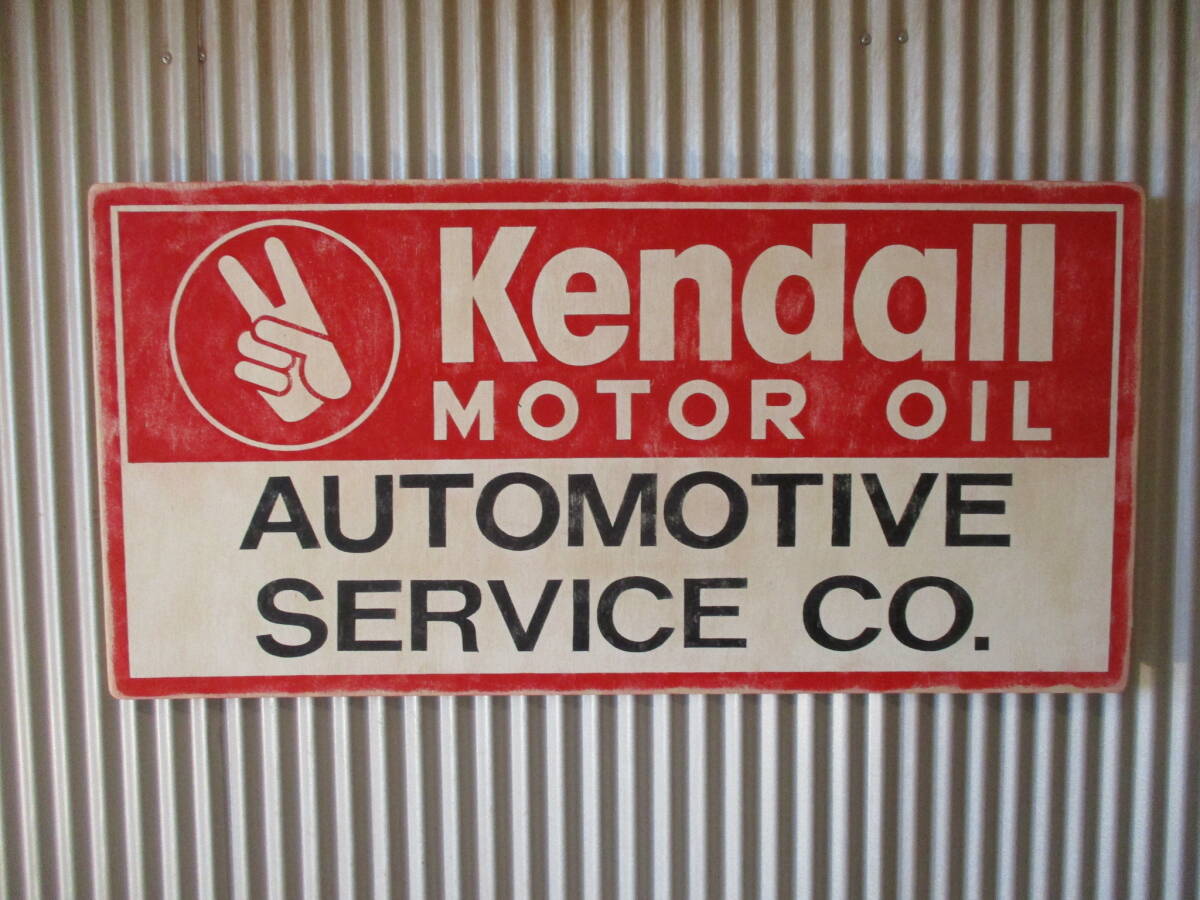 Kendall
MOTOR OIL
AUTOMOTIVE
SERVICE CO.